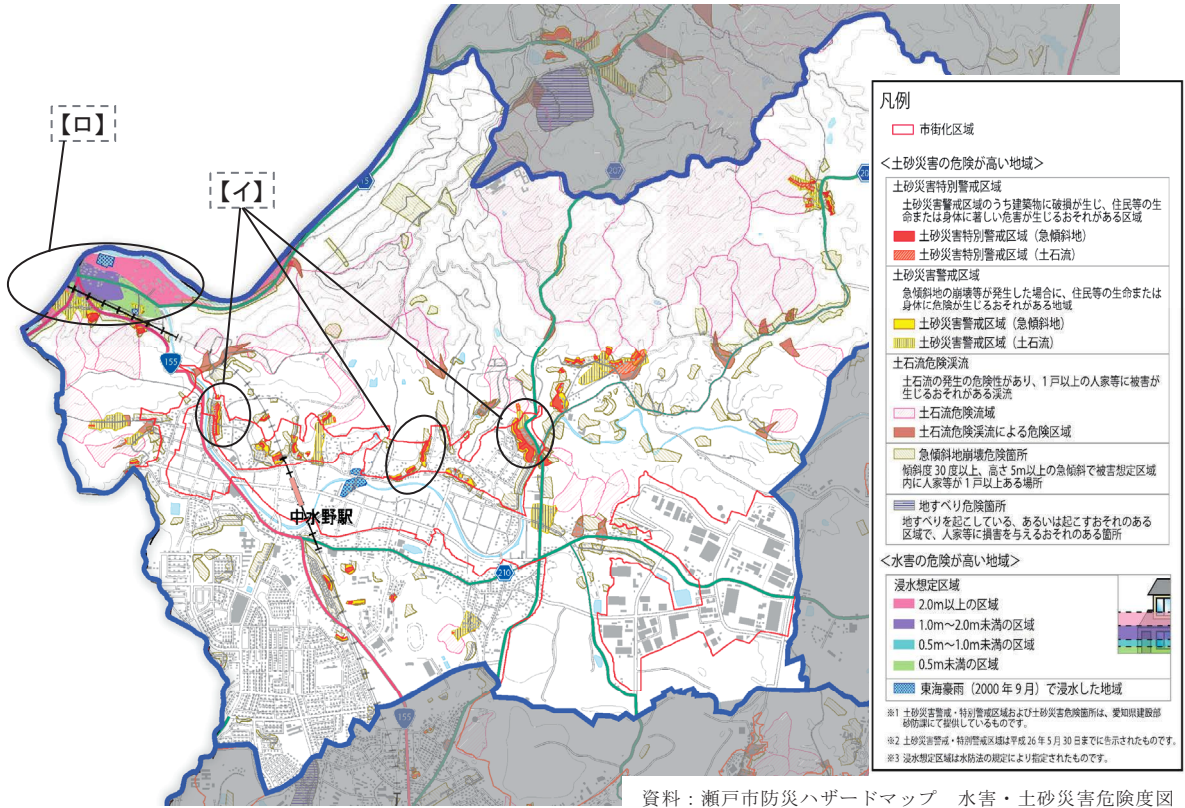 【ロ】
【イ】
15
207
20
155
中水野駅
210
155
凡例
市街化区域
＜土砂災害の危険が高い地域＞
土砂災害特別警戒区域
土砂災害警戒区域のうち建築物に破損が生じ、住民等の生
命または身体に著しい危害が生じるおそれがある区域
土砂災害特別警戒区域（急傾斜地）
土砂災害特別警戒区域（土石流）
土砂災害警戒区域
急傾斜地の崩壊等が発生した場合に、住民等の生命または
身体に危険が生じるおそれがある地域
土砂災害警戒区域（急傾斜地）
土砂災害警戒区域（土石流）
土石流危険渓流
土石流の発生の危険性があり、1戸以上の人家等に被害が
生じるおそれがある渓流
土石流危険流域
土石流危険渓流による危険区域
急傾斜地崩壊危険箇所
傾斜度30度以上、高さ5m以上の急傾斜で被害想定区域
内に人家等が1戸以上ある場所
地すべり危険箇所
地すべりを起こしている、あるいは起こすおそれのある
区域で、人家等に損害を与えるおそれのある箇所
＜水害の危険が高い地域＞
浸水想定区域
2.0m以上の区域
1.0m～2.0m未満の区域
0.5m～1.0m未満の区域
0.5m未満の区域
東海豪雨（2000年9月）で浸水した地域
※1 土砂災害警戒・特別警戒区域および土砂災害危険箇所は、愛知県建設部
砂防課にて提供しているものです。
※2 土砂災害警戒・特別警戒区域は平成26年5月30日までに告示されたものです。
※3 浸水想定区域は水防法の規定により指定されたものです。
資料：瀬戸市防災ハザードマップ　水害・土砂災害危険度図